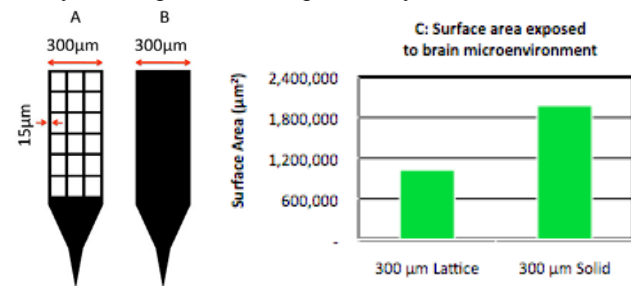 A
B
300µm
300µm
15µm
C: Surface area exposed
to brain microenvironment
Surface Area (µm²)
2,400,000
1,800,000
1,200,000
600,000
-
300 µm Lattice
300 µm Solid